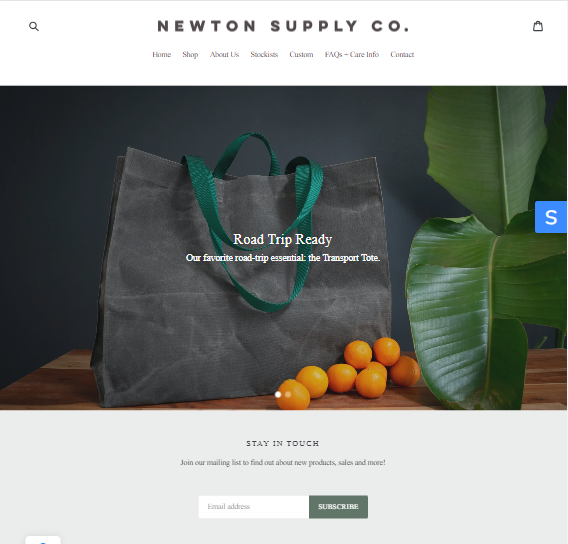 NEWTON SUPPLY CO.
Home Shop About Us Stockists Custom FAQs + Care Info Contact
Road Trip Ready
Our favorite road-trip essential: the Transport Tote.
S
STAY IN TOUCH
Join our mailing list to find out about new products, sales and more!
Email address SUBSCRIBE